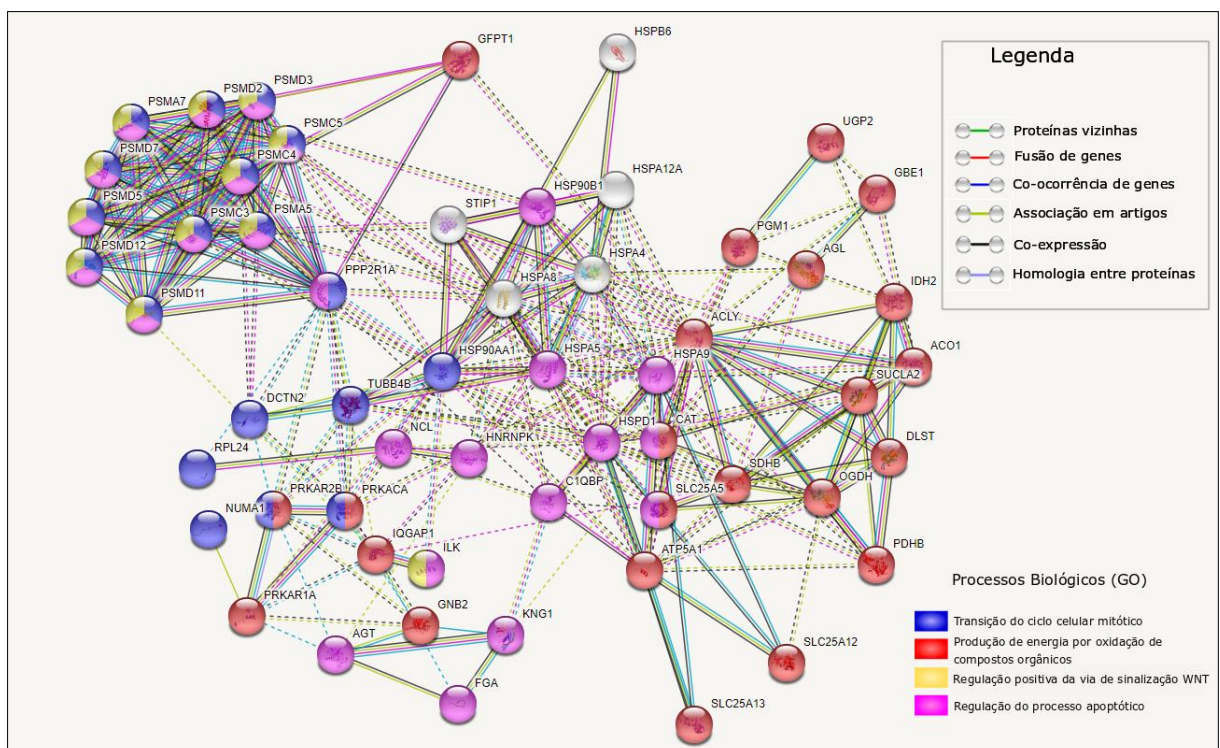 GFPT1
HSPB6
Legenda
PSMD3
PSMD2
PSMA7
PSMC5
UGP2
Proteínas vizinhas
PSMD7
PSMC4
GBE1
Fusão de genes
HSP90B1
HSPA12A
Co-ocorrência de genes
PSMD5
PSMC3
PSMA5
STIP1
PGM1
Associação em artigos
AGL
PSMD12
HSPA4
Co-expressão
PPP2R1A
HSPA8
IDH2
Homologia entre proteínas
PSMD11
ACLY
ACO1
HSP90AA1
HSPA5
HSPA9
SUCLA2
TUBB4B
DCTN2
NCL
HNRNPK
HSPD1
CAT
DLST
RPL24
SDHB
OGDH
C1QBP
SLC25A5
NUMA1
PRKAR2B
PRKACA
IQGAP1
ILK
ATP5A1
PDHB
Processos Biológicos (GO)
PRKAR1A
GNB2
KNG1
Transição do ciclo celular mitótico
AGT
SLC25A12
Produção de energia por oxidação de
compostos orgânicos
Regulação positiva da via de sinalização WNT
FGA
SLC25A13
Regulação do processo apoptótico